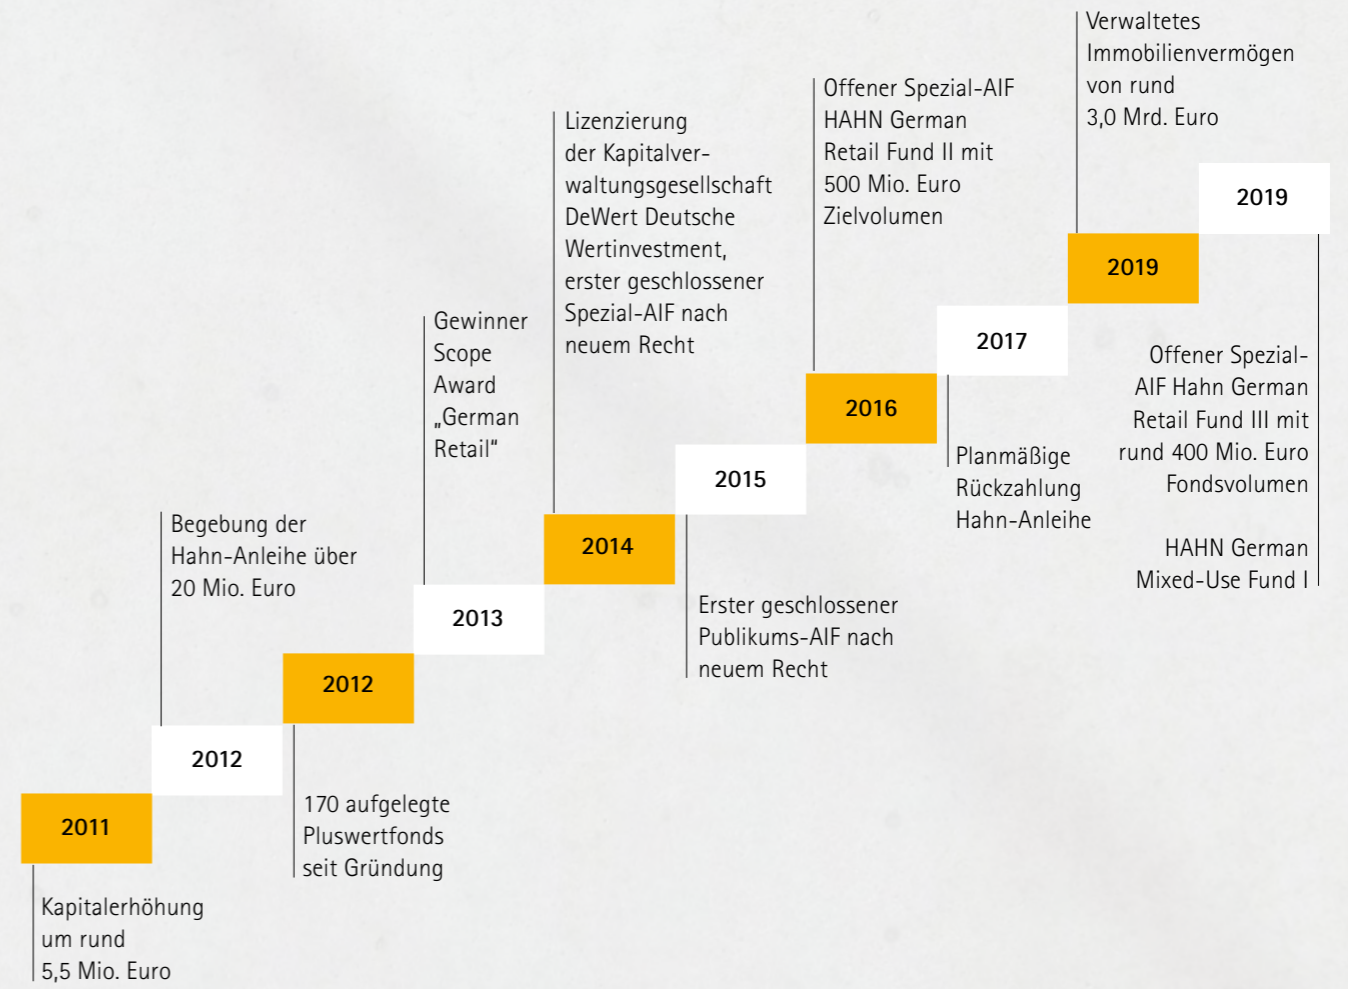 2011
Kapitalerhöhung
um rund
5,5 Mio. Euro
2012
Begebung der
Hahn-Anleihe über
20 Mio. Euro
2012
170 aufgelegte
Pluswertfonds
seit Gründung
2013
Gewinner
Scope
Award
„German
Retail“
2014
Lizenzierung
der Kapitalver-
waltungsgesellschaft
DeWert Deutsche
Wertinvestment,
erster geschlossener
Spezial-AIF nach
neuem Recht
2015
Erster geschlossener
Publikums-AIF nach
neuem Recht
2016
Offener Spezial-AIF
HAHN German
Retail Fund II mit
500 Mio. Euro
Zielvolumen
2017
Planmäßige
Rückzahlung
Hahn-Anleihe
2019
Verwaltetes
Immobilienvermögen
von rund
3,0 Mrd. Euro
2019
Offener Spezial-
AIF Hahn German
Retail Fund III mit
rund 400 Mio. Euro
Fondsvolumen
HAHN German
Mixed-Use Fund I